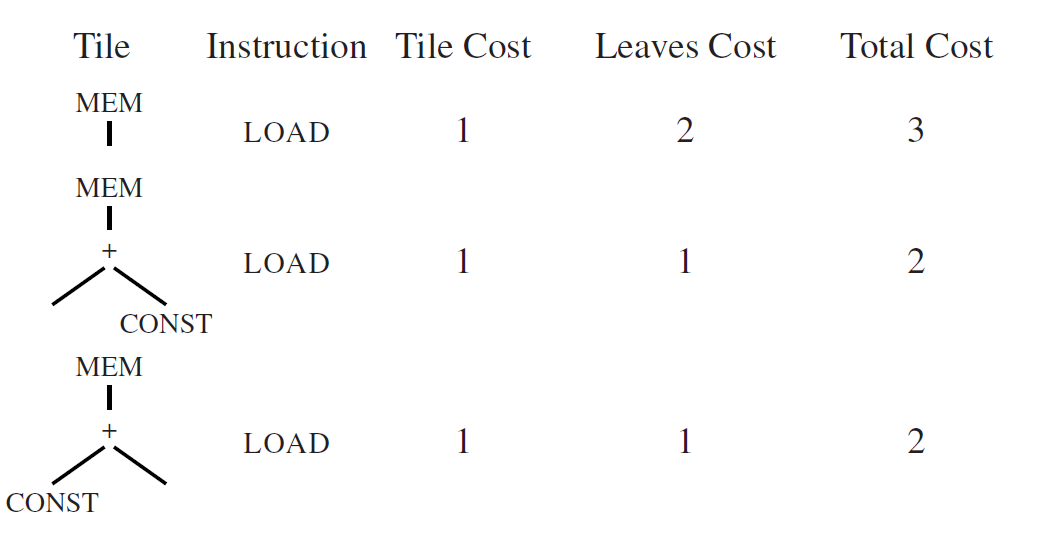 Tile Instruction Tile Cost Leaves Cost Total Cost
MEM
LOAD 1 2 3
MEM
+
LOAD 1 1 2
CONST
MEM
+
LOAD 1 1 2
CONST